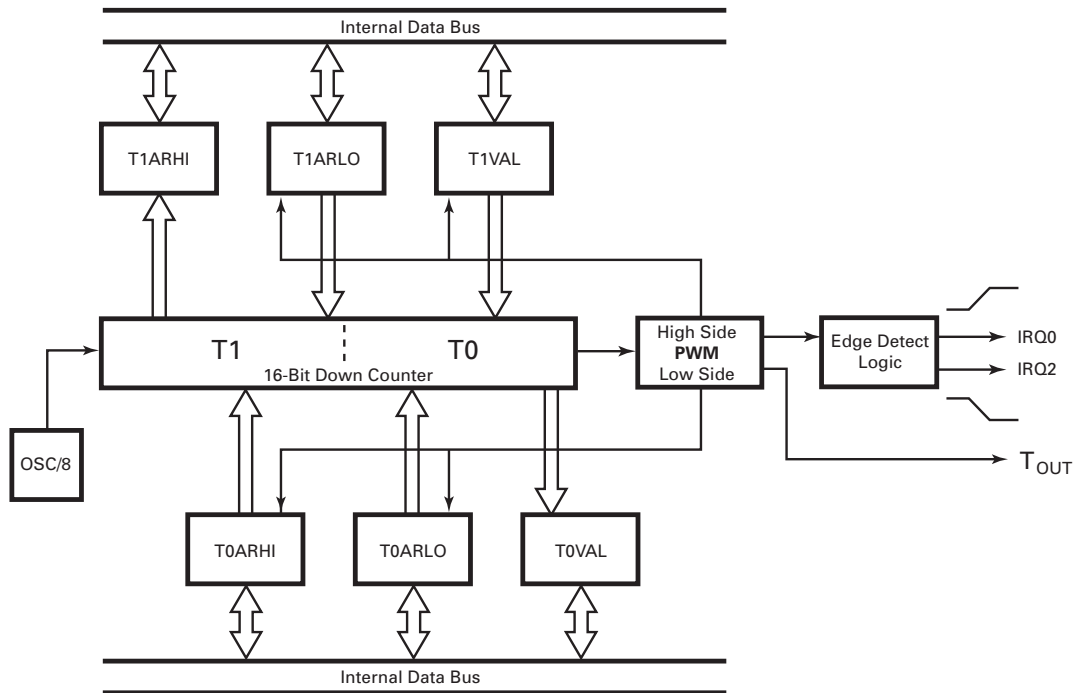 Internal Data Bus
T1ARHI
T1ARLO
T1VAL
T1
T0
16-Bit Down Counter
High Side
PWM
Low Side
Edge Detect
Logic
IRQ0
IRQ2
OSC/8
TOUT
T0ARHI
T0ARLO
T0VAL
Internal Data Bus